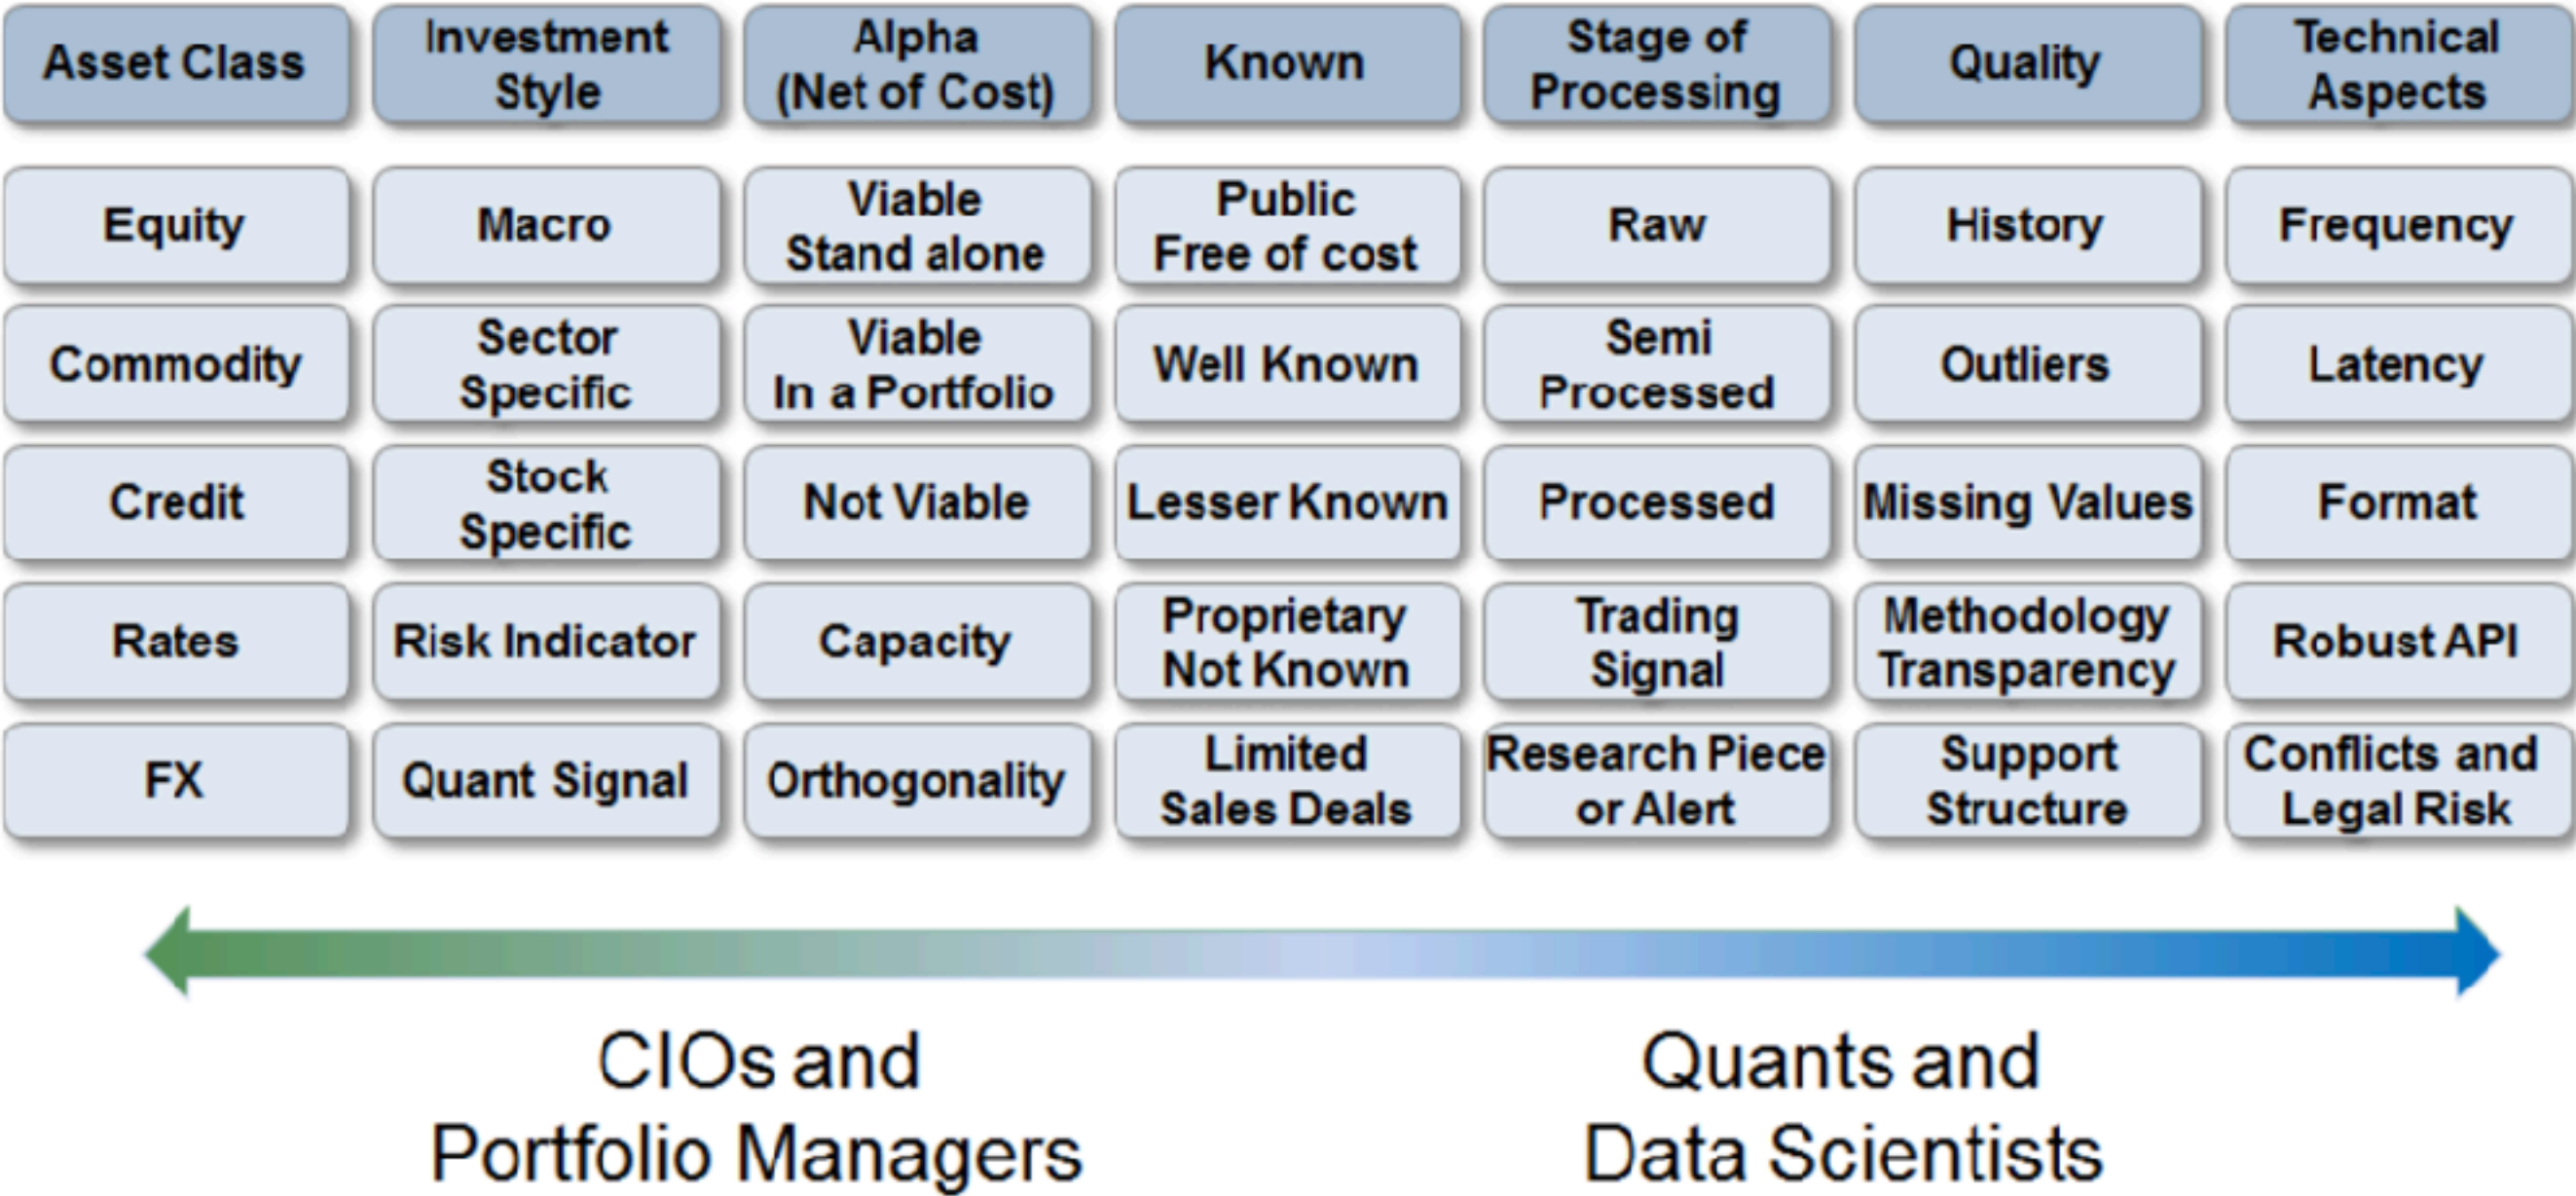 Asset Class
Investment
Style
Alpha
(Net of Cost)
Known
Stage of
Processing
Quality
Technical
Aspects
Equity
Macro
Viable
Stand alone
Public
Free of cost
Raw
History
Frequency
Commodity
Sector
Specific
Viable
In a Portfolio
Well Known
Semi
Processed
Outliers
Latency
Credit
Stock
Specific
Not Viable
Lesser Known
Processed
Missing Values
Format
Rates
Risk Indicator
Capacity
Proprietary
Not Known
Trading
Signal
Methodology
Transparency
Robust API
FX
Quant Signal
Orthogonality
Limited
Sales Deals
Research Piece
or Alert
Support
Structure
Conflicts and
Legal Risk
CIOs and
Portfolio Managers
Quants and
Data Scientists